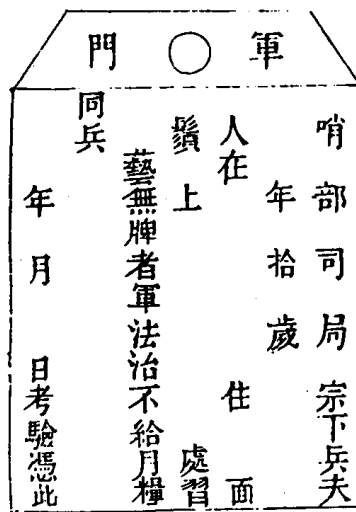 軍門
哨部司局宗下兵夫
年拾歲
人在 住 面
鬚上 處習
藝無牌者軍法治不給月糧
同兵
年月 日考驗憑此